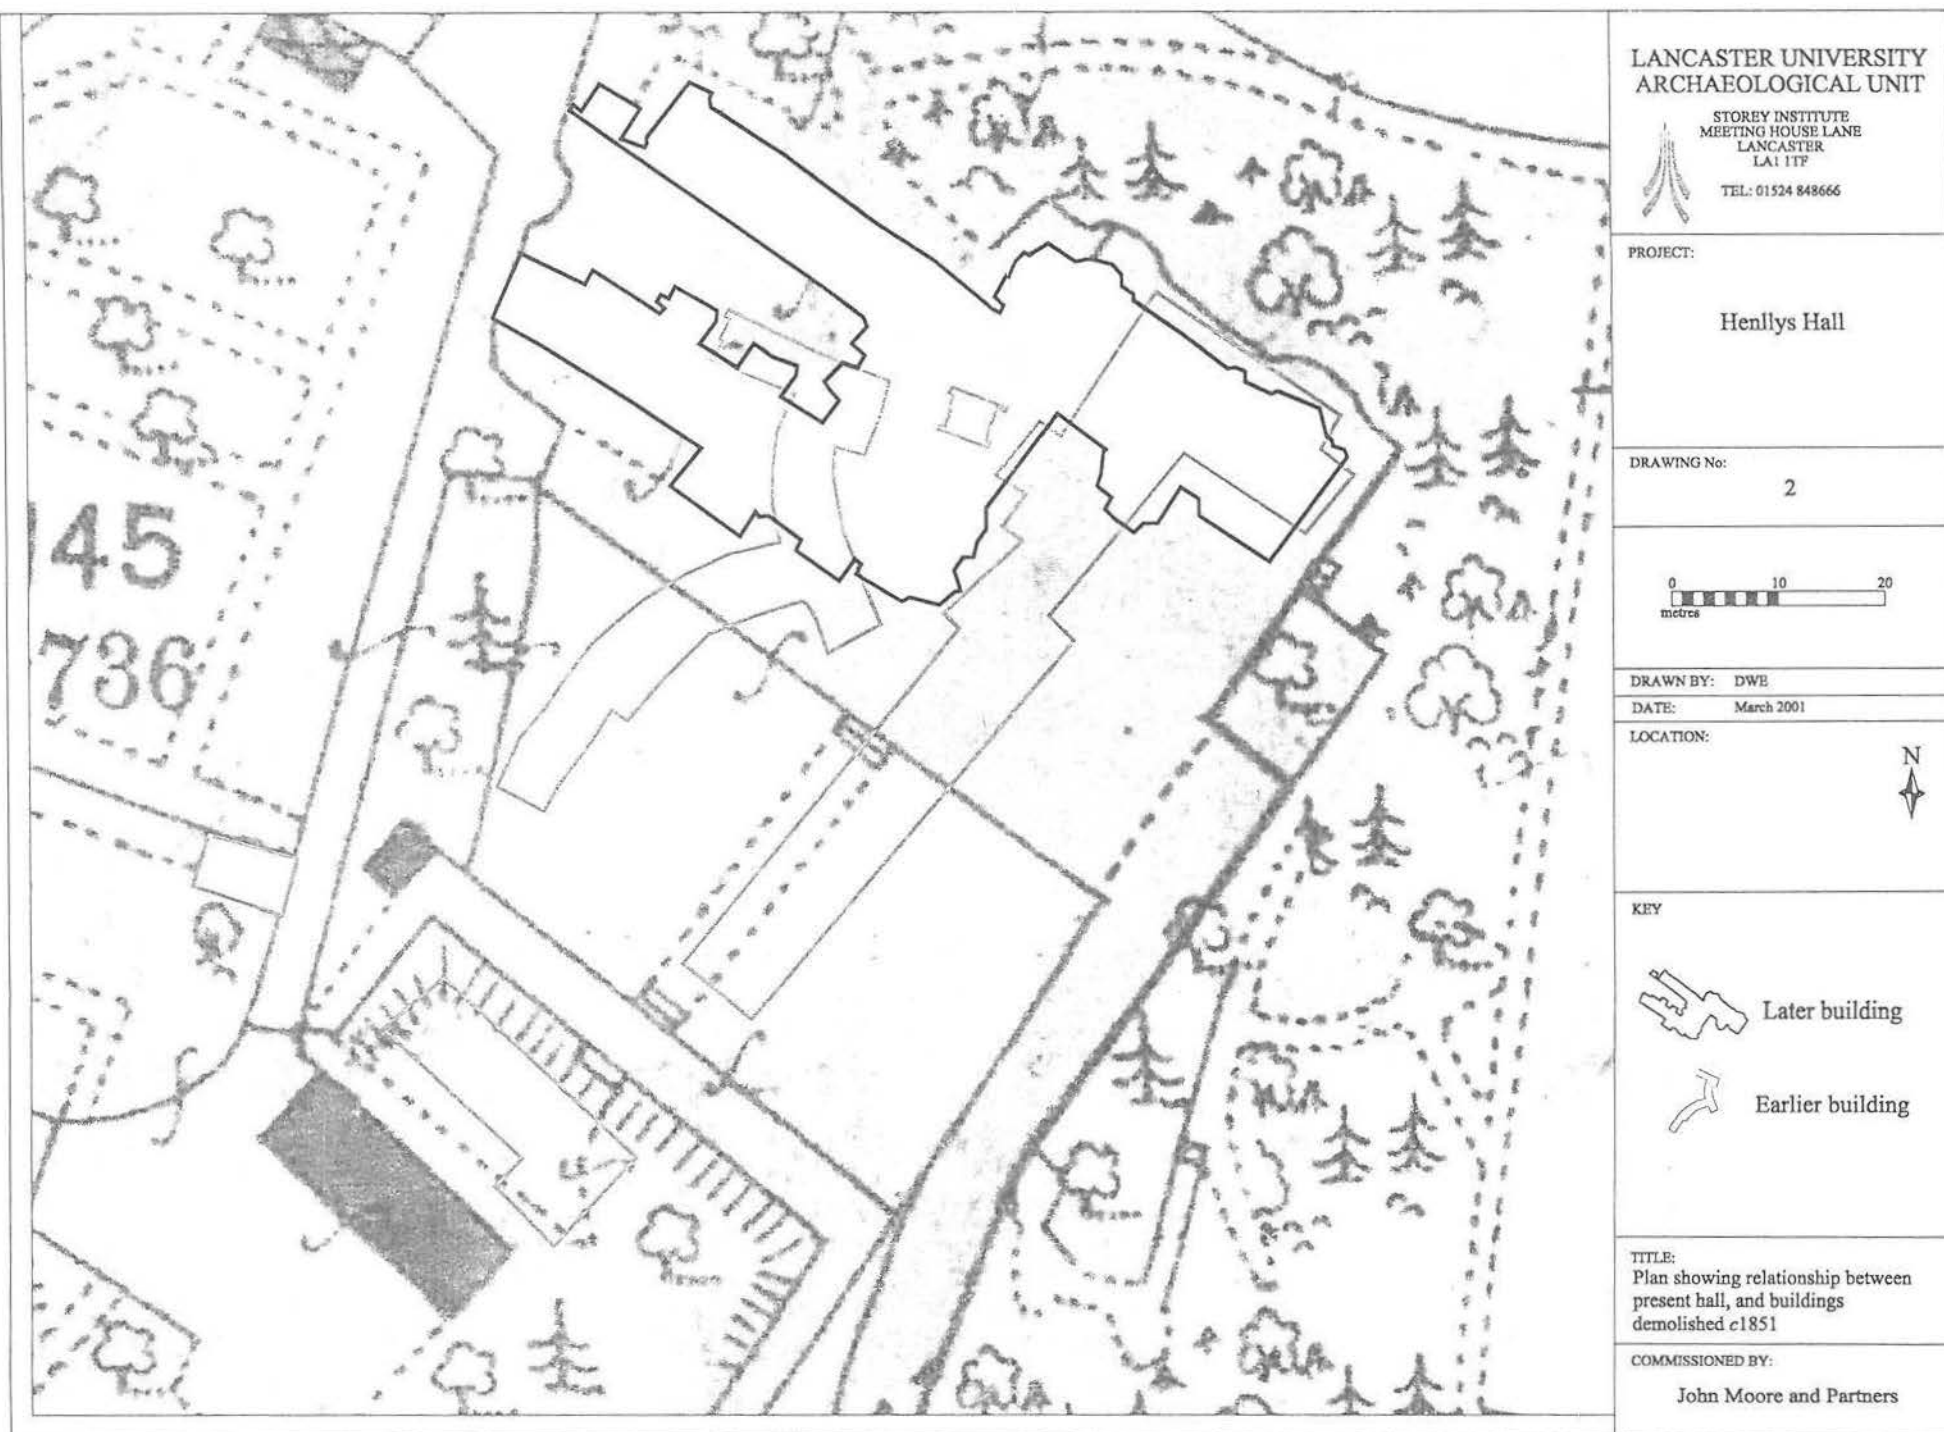 LANCASTER UNIVERSITY
ARCHAEOLOGICAL UNIT
STOREY INSTITUTE
MEETING HOUSE LANE
LANCASTER
LA1 1TF
TEL: 01524 848666
PROJECT:
Henllys Hall
DRAWING No:
2
0 10 20
metres
DRAWN BY: DWE
DATE: March 2001
LOCATION:
N
KEY
Later building
Earlier building
TITLE:
Plan showing relationship between
present hall, and buildings
demolished c1851
COMMISSIONED BY:
John Moore and Partners
145
736